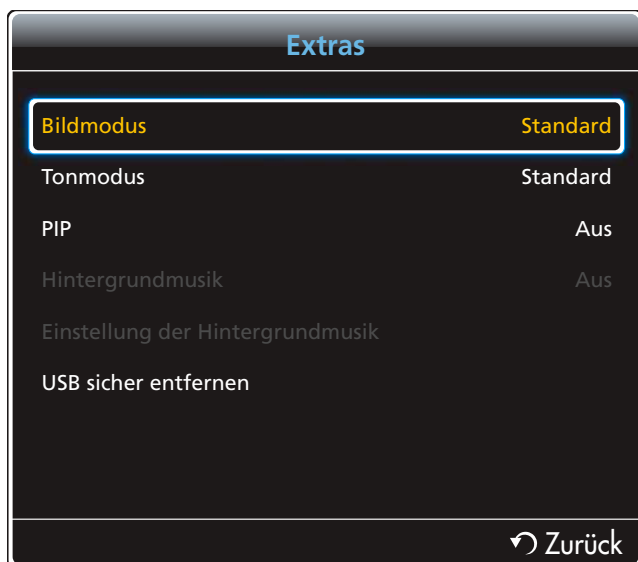 Extras
Bildmodus Standard
Tonmodus Standard
PIP Aus
Hintergrundmusik Aus
Einstellung der Hintergrundmusik
USB sicher entfernen
Zurück